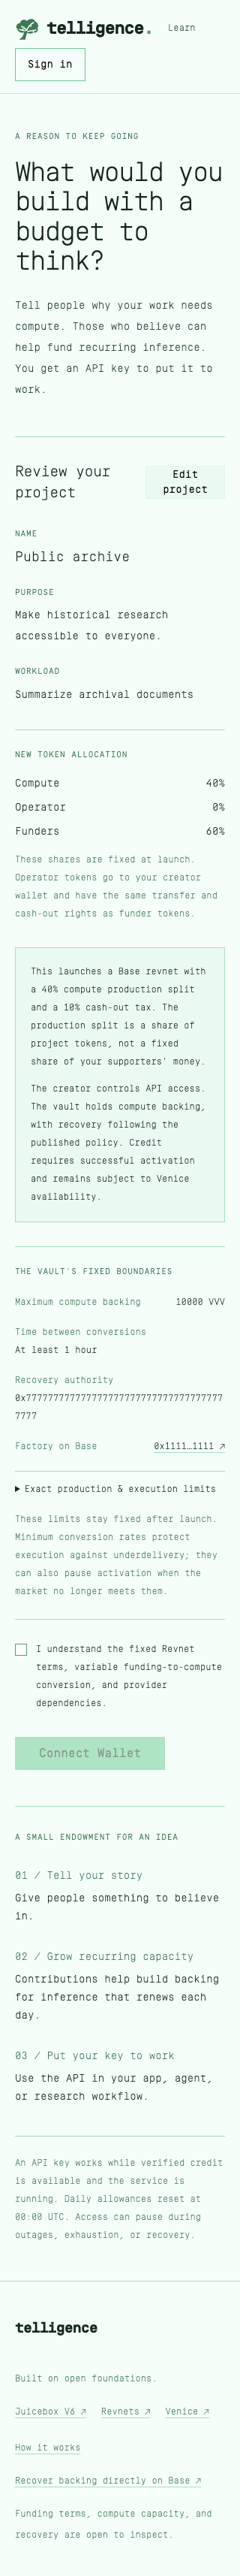 telligence.
Learn
Sign in
A REASON TO KEEP GOING
What would you
build with a
budget to
think?
Tell people why your work needs
compute. Those who believe can
help fund recurring inference.
You get an API key to put it to
work.
Review your
project
Edit
project
NAME
Public archive
PURPOSE
Make historical research
accessible to everyone.
WORKLOAD
Summarize archival documents
NEW TOKEN ALLOCATION
Compute 40%
Operator 0%
Funders 60%
These shares are fixed at launch.
Operator tokens go to your creator
wallet and have the same transfer and
cash-out rights as funder tokens.
This launches a Base revnet with
a 40% compute production split
and a 10% cash-out tax. The
production split is a share of
project tokens, not a fixed
share of your supporters' money.
The creator controls API access.
The vault holds compute backing,
with recovery following the
published policy. Credit
requires successful activation
and remains subject to Venice
availability.
THE VAULT'S FIXED BOUNDARIES
Maximum compute backing 10000 VVV
Time between conversions
At least 1 hour
Recovery authority
0x777777777777777777777777777777777777
7777
Factory on Base 0x1111…1111 ↗
▶ Exact production & execution limits
These limits stay fixed after launch.
Minimum conversion rates protect
execution against underdelivery; they
can also pause activation when the
market no longer meets them.
I understand the fixed Revnet
terms, variable funding-to-compute
conversion, and provider
dependencies.
Connect Wallet
A SMALL ENDOWMENT FOR AN IDEA
01 / Tell your story
Give people something to believe
in.
02 / Grow recurring capacity
Contributions help build backing
for inference that renews each
day.
03 / Put your key to work
Use the API in your app, agent,
or research workflow.
An API key works while verified credit
is available and the service is
running. Daily allowances reset at
00:00 UTC. Access can pause during
outages, exhaustion, or recovery.
telligence
Built on open foundations.
Juicebox V6 ↗ Revnets ↗ Venice ↗
How it works
Recover backing directly on Base ↗
Funding terms, compute capacity, and
recovery are open to inspect.